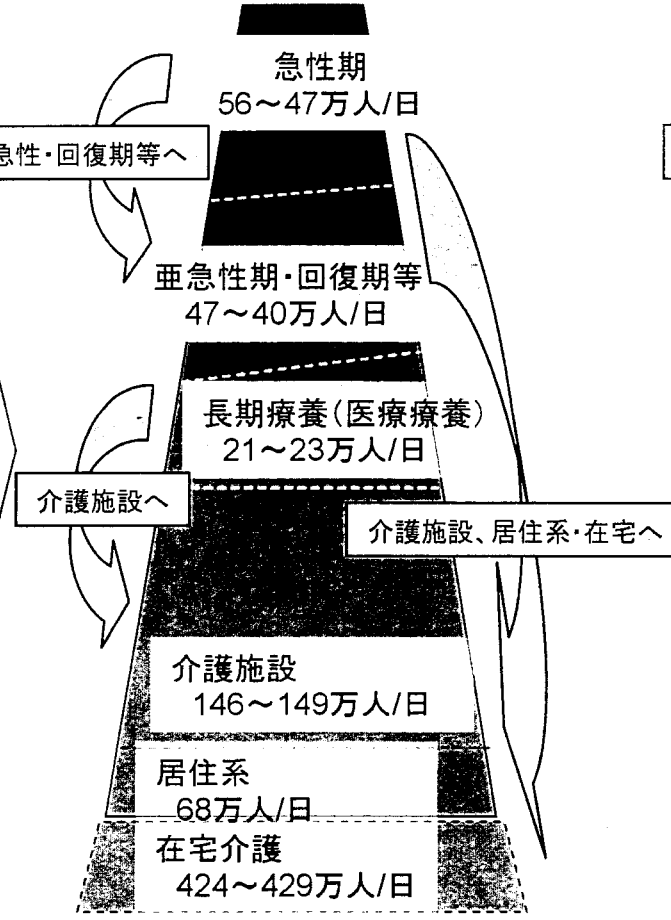 急性期
56～47万人/日
急性・回復期等へ
亜急性期・回復期等
47～40万人/日
長期療養(医療療養)
21～23万人/日
介護施設へ
介護施設、居住系・在宅へ
介護施設
146～149万人/日
居住系
68万人/日
在宅介護
424～429万人/日